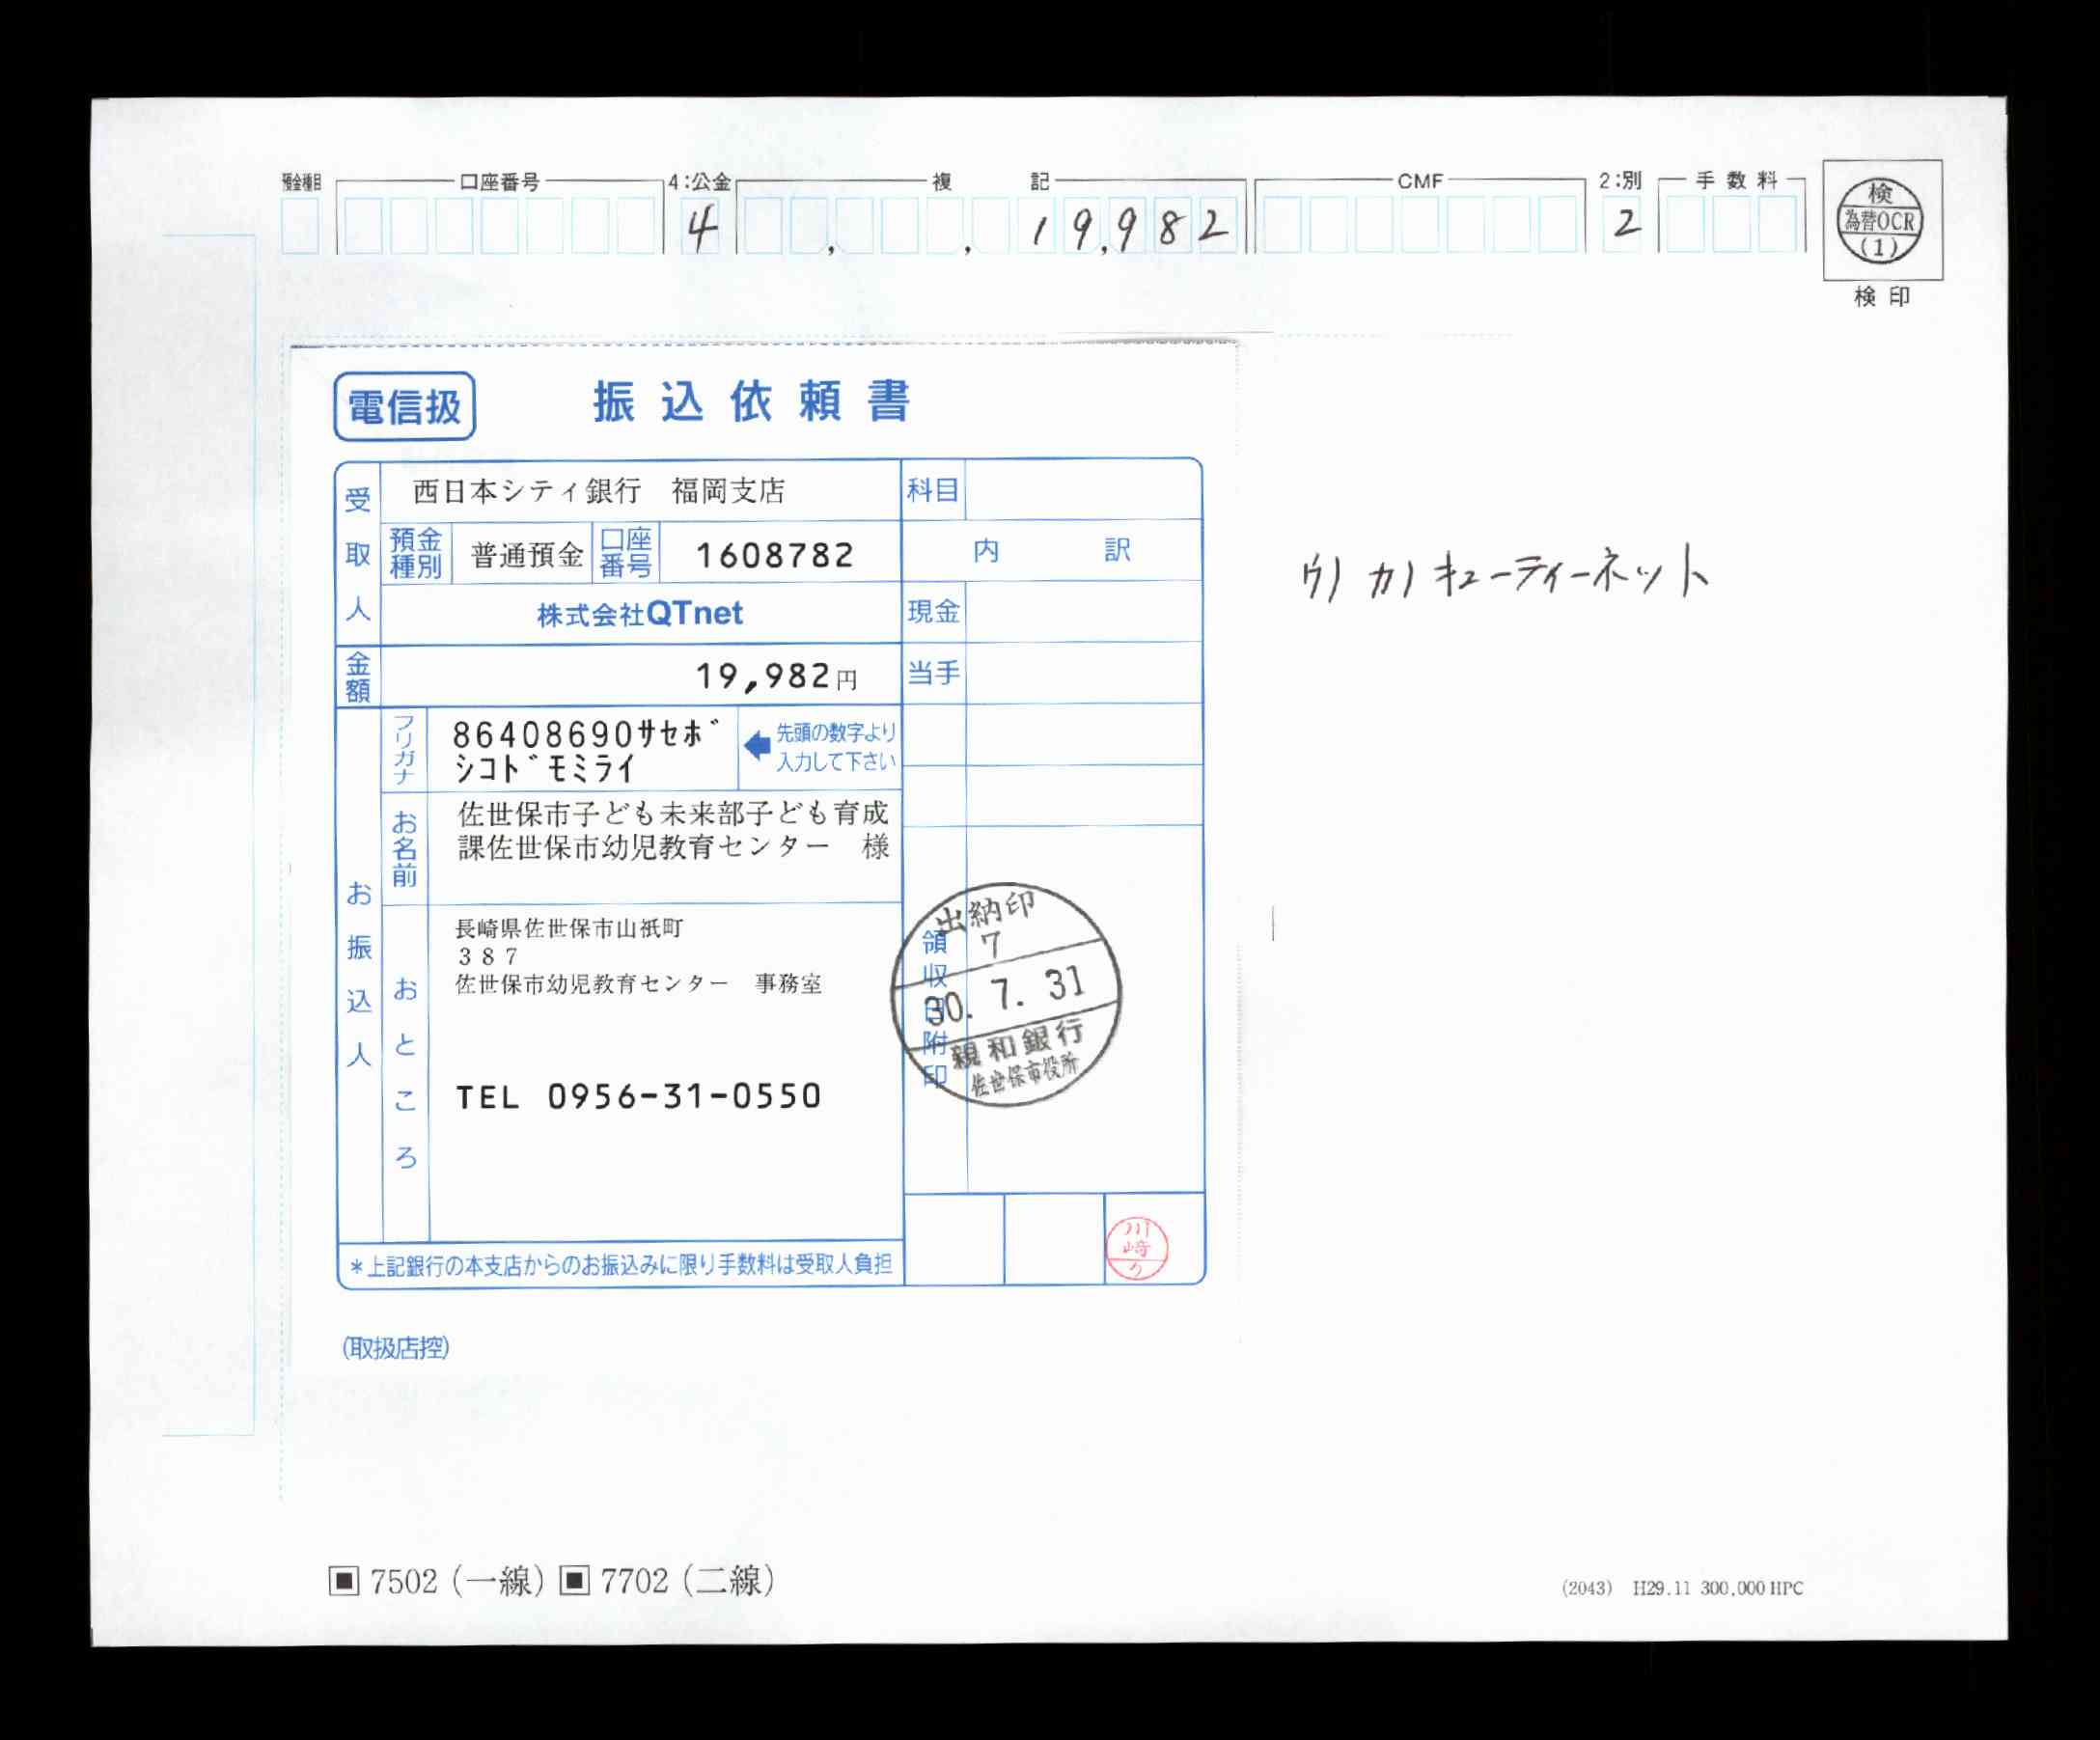 預金種目 口座番号 4:公金 複 記 CMF 2:別 手数料
4 19,982 2
検
為替OCR
(1)
検印
電信扱 振込依頼書
受取人 西日本シティ銀行 福岡支店 科目
預金種別 普通預金 口座番号 1608782 内 訳
株式会社QTnet 現金
金額 19,982円 当手
ウ) カ) キューティーネット
お振込人
フリガナ 86408690サセボ
シコドモミライ
先頭の数字より
入力して下さい
お名前 佐世保市子ども未来部子ども育成
課佐世保市幼児教育センター 様
おところ 長崎県佐世保市山祇町
387
佐世保市幼児教育センター 事務室
TEL 0956-31-0550
領収日附印
出納印
7
30. 7. 31
親和銀行
佐世保市役所
川崎
*上記銀行の本支店からのお振込みに限り手数料は受取人負担
(取扱店控)
▣ 7502(一線) ▣ 7702(二線)
(2043) H29.11 300,000 HPC